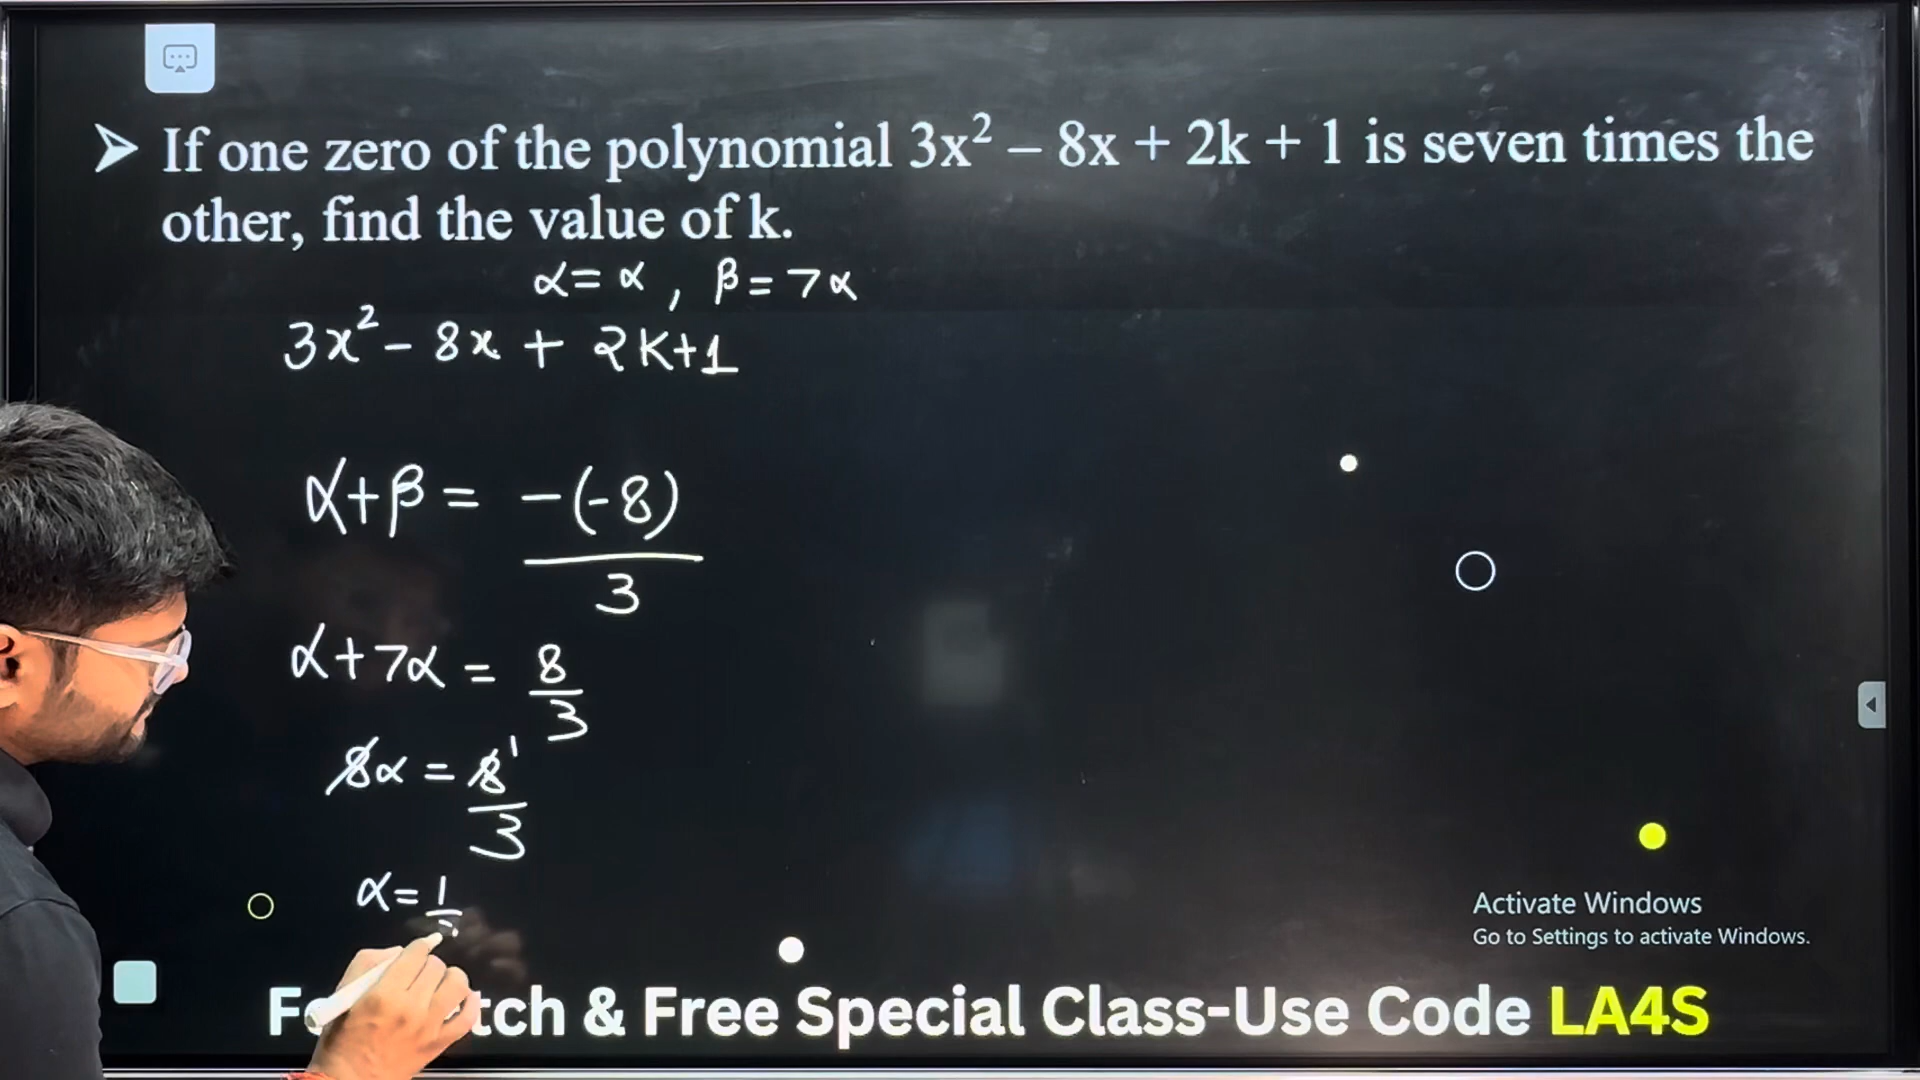 ➤ If one zero of the polynomial 3x² – 8x + 2k + 1 is seven times the
other, find the value of k.
α = α , β = 7α
3x² – 8x + 2k+1
α+β = –(–8)/3
α+7α = 8/3
8α = 8¹/3
α = 1/
Activate Windows
Go to Settings to activate Windows.
& Free Special Class-Use Code LA4S